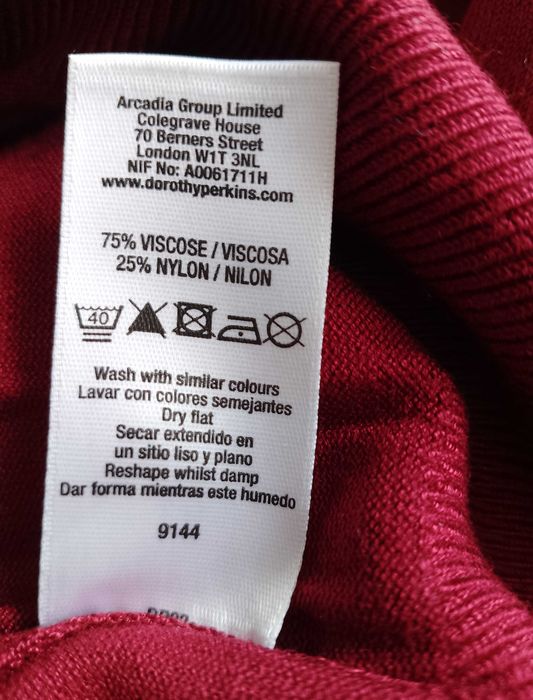 Arcadia Group Limited
Colegrave House
70 Berners Street
London W1T 3NL
NIF No: A0061711H
www.dorothyperkins.com
75% VISCOSE / VISCOSA
25% NYLON / NILON
40
Wash with similar colours
Lavar con colores semejantes
Dry flat
Secar extendido en
un sitio liso y plano
Reshape whilst damp
Dar forma mientras este humedo
9144